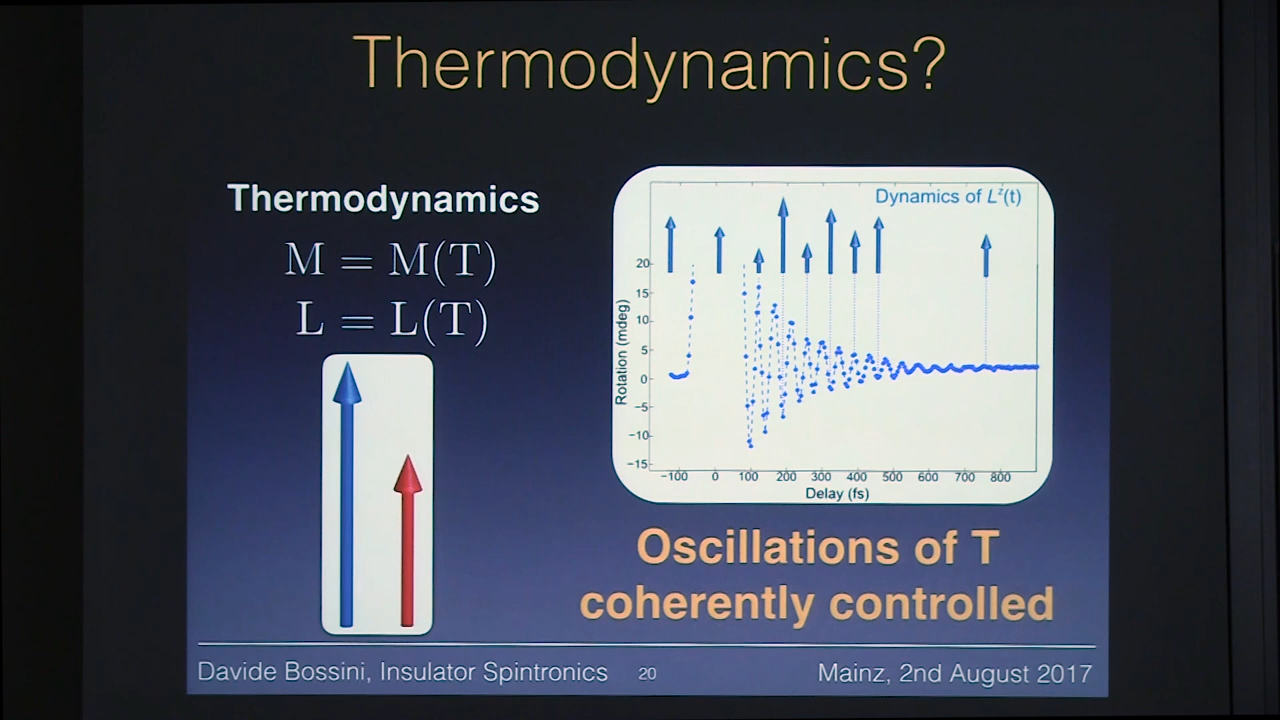 Thermodynamics?
Thermodynamics
M = M(T)
L = L(T)
Dynamics of Lᶻ(t)
20
15
10
5
0
−5
−10
−15
Rotation (mdeg)
−100 0 100 200 300 400 500 600 700 800
Delay (fs)
Oscillations of T
coherently controlled
Davide Bossini, Insulator Spintronics 20 Mainz, 2nd August 2017